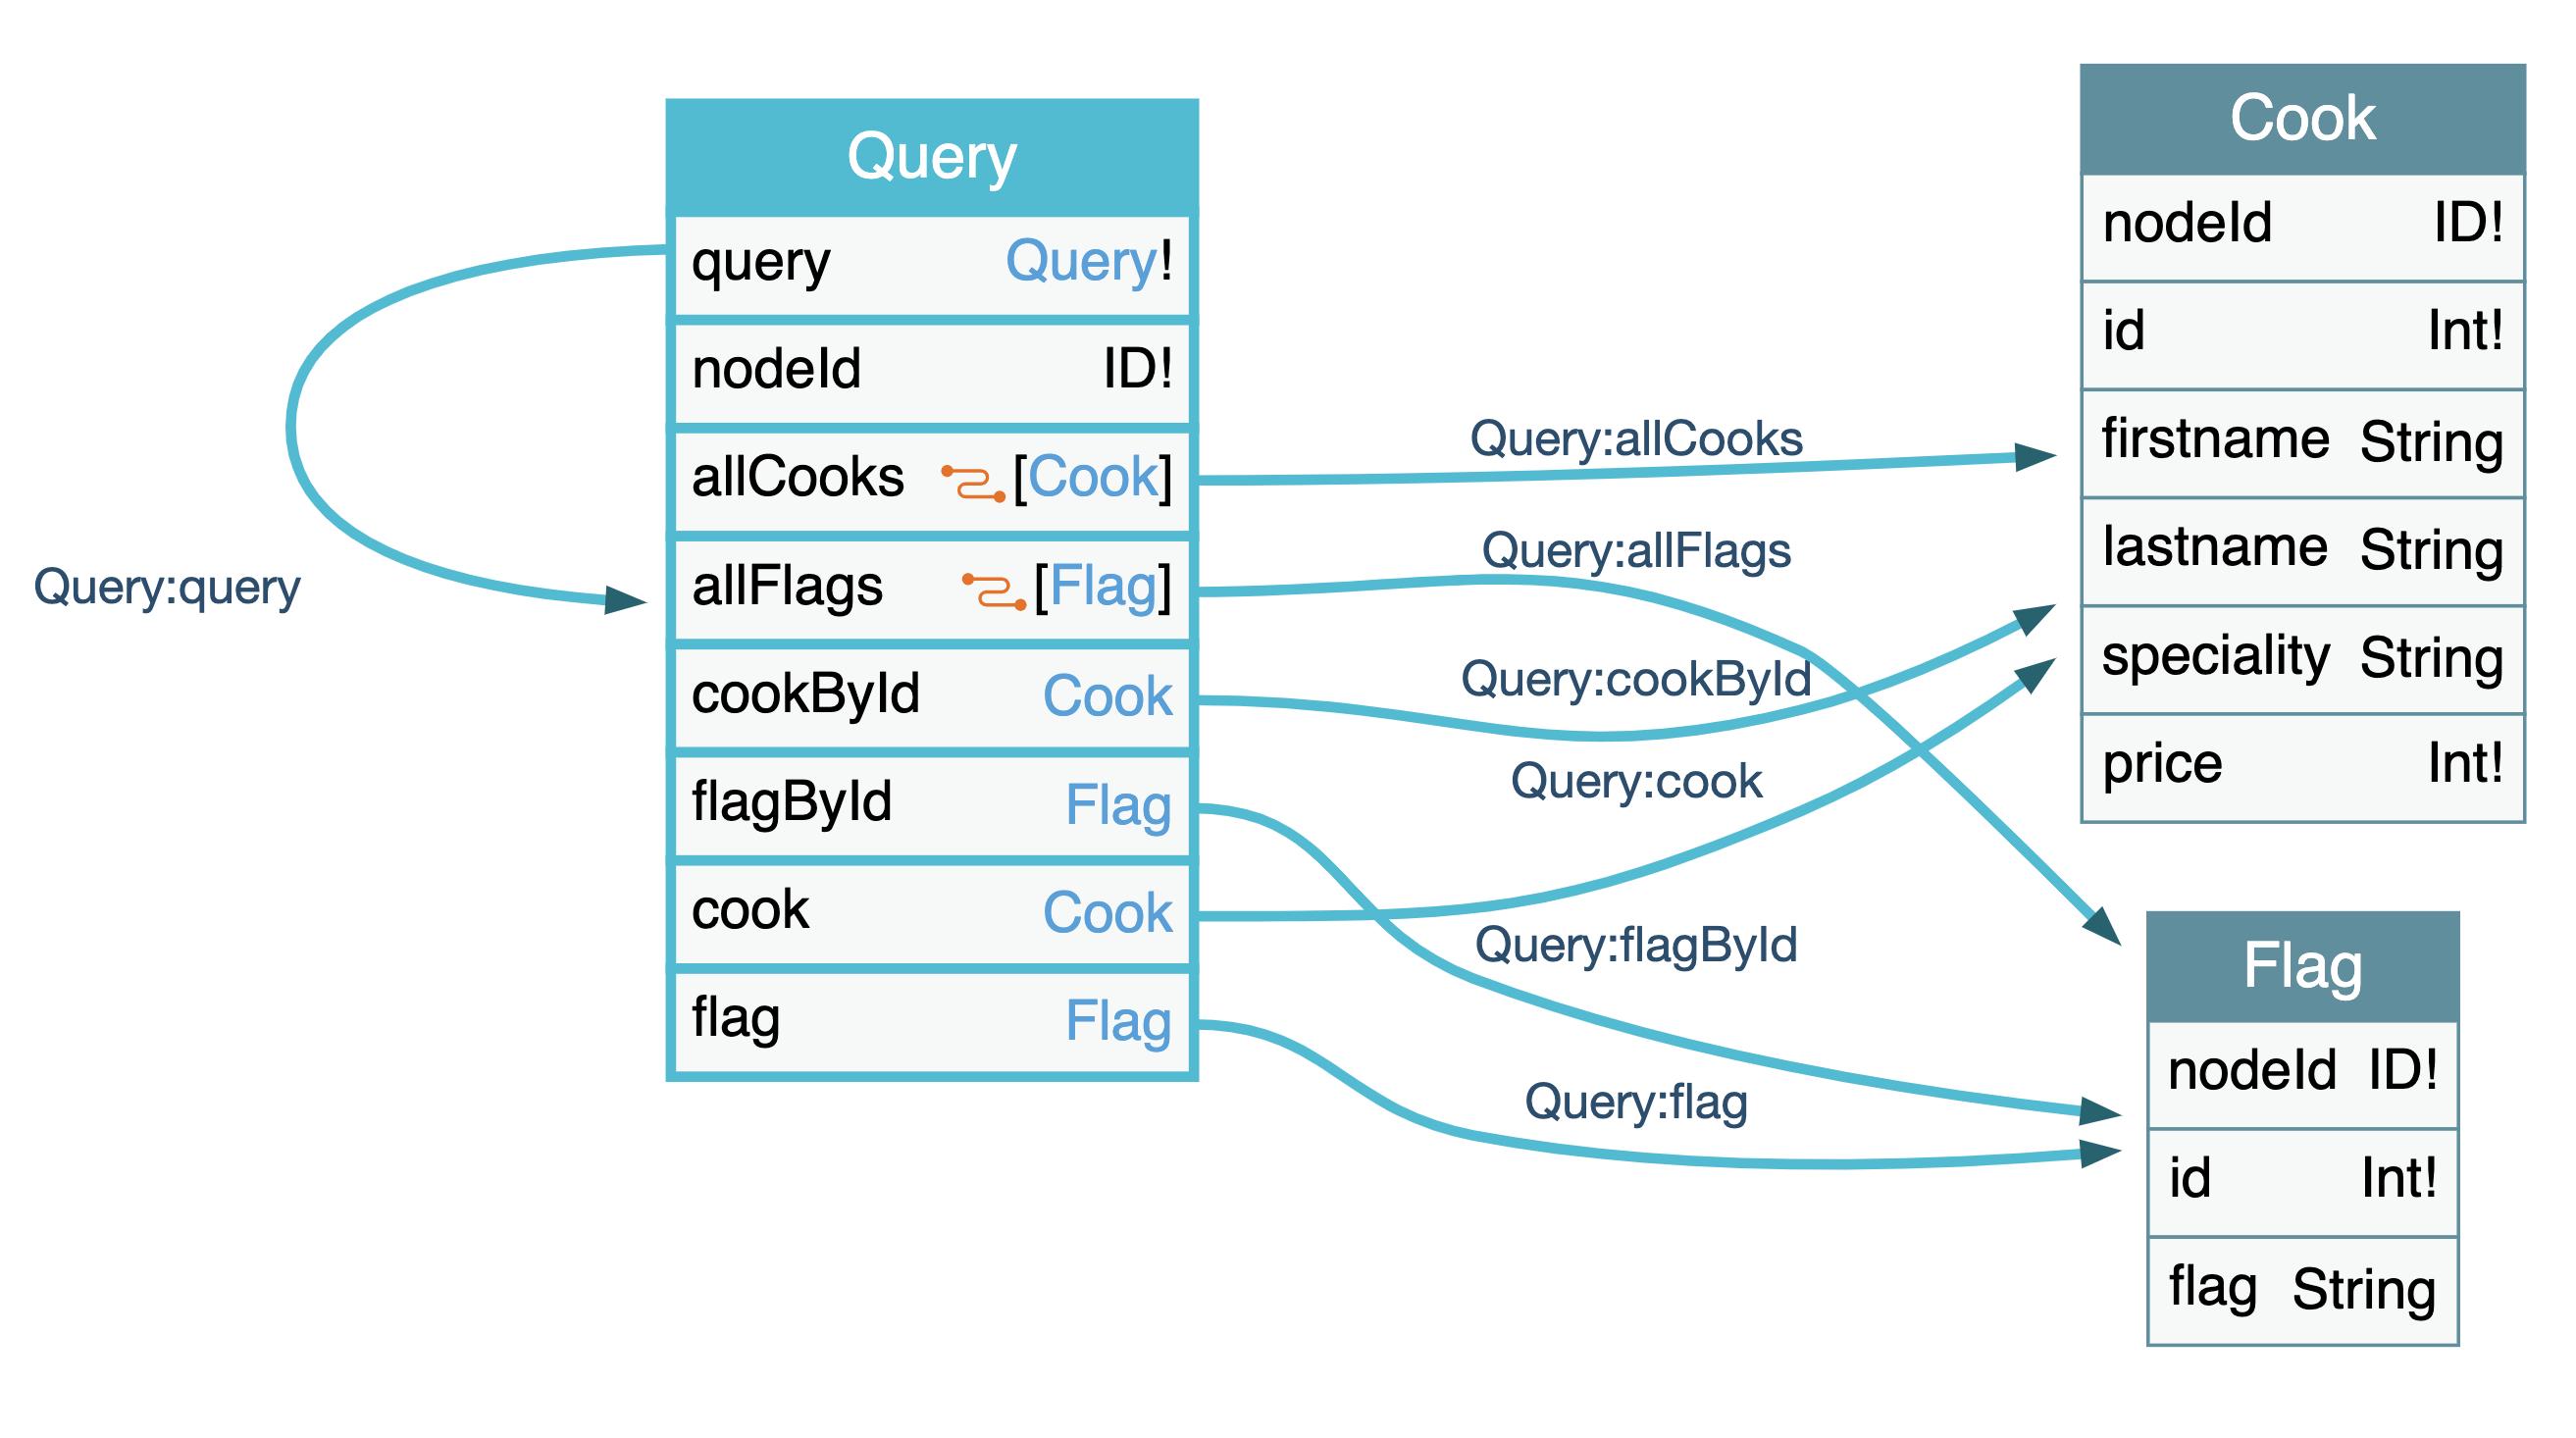 Query
query Query!
nodeId ID!
allCooks [Cook]
allFlags [Flag]
cookById Cook
flagById Flag
cook Cook
flag Flag
Query:query
Query:allCooks
Query:allFlags
Query:cookById
Query:cook
Query:flagById
Query:flag
Cook
nodeId ID!
id Int!
firstname String
lastname String
speciality String
price Int!
Flag
nodeId ID!
id Int!
flag String